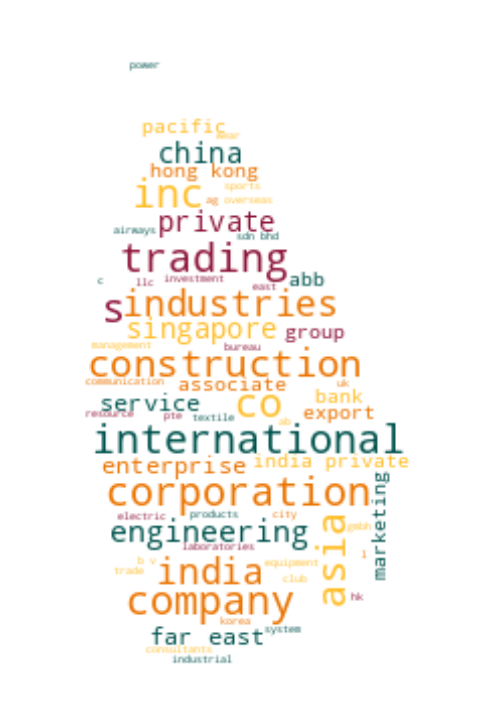 power
pacific
wear
china
hong kong
inc sports
ag overseas
private
airways sdn bhd
trading
c llc investment abb
east
s industries
singapore group
management bureau
construction
communication associate uk
service co bank
resource pte textile export
ab
international
enterprise india private
corporation marketing
electric products city
engineering asia gmbh
laboratories l
b v india equipment
trade club
company hk
korea
far east system
consultants
industrial